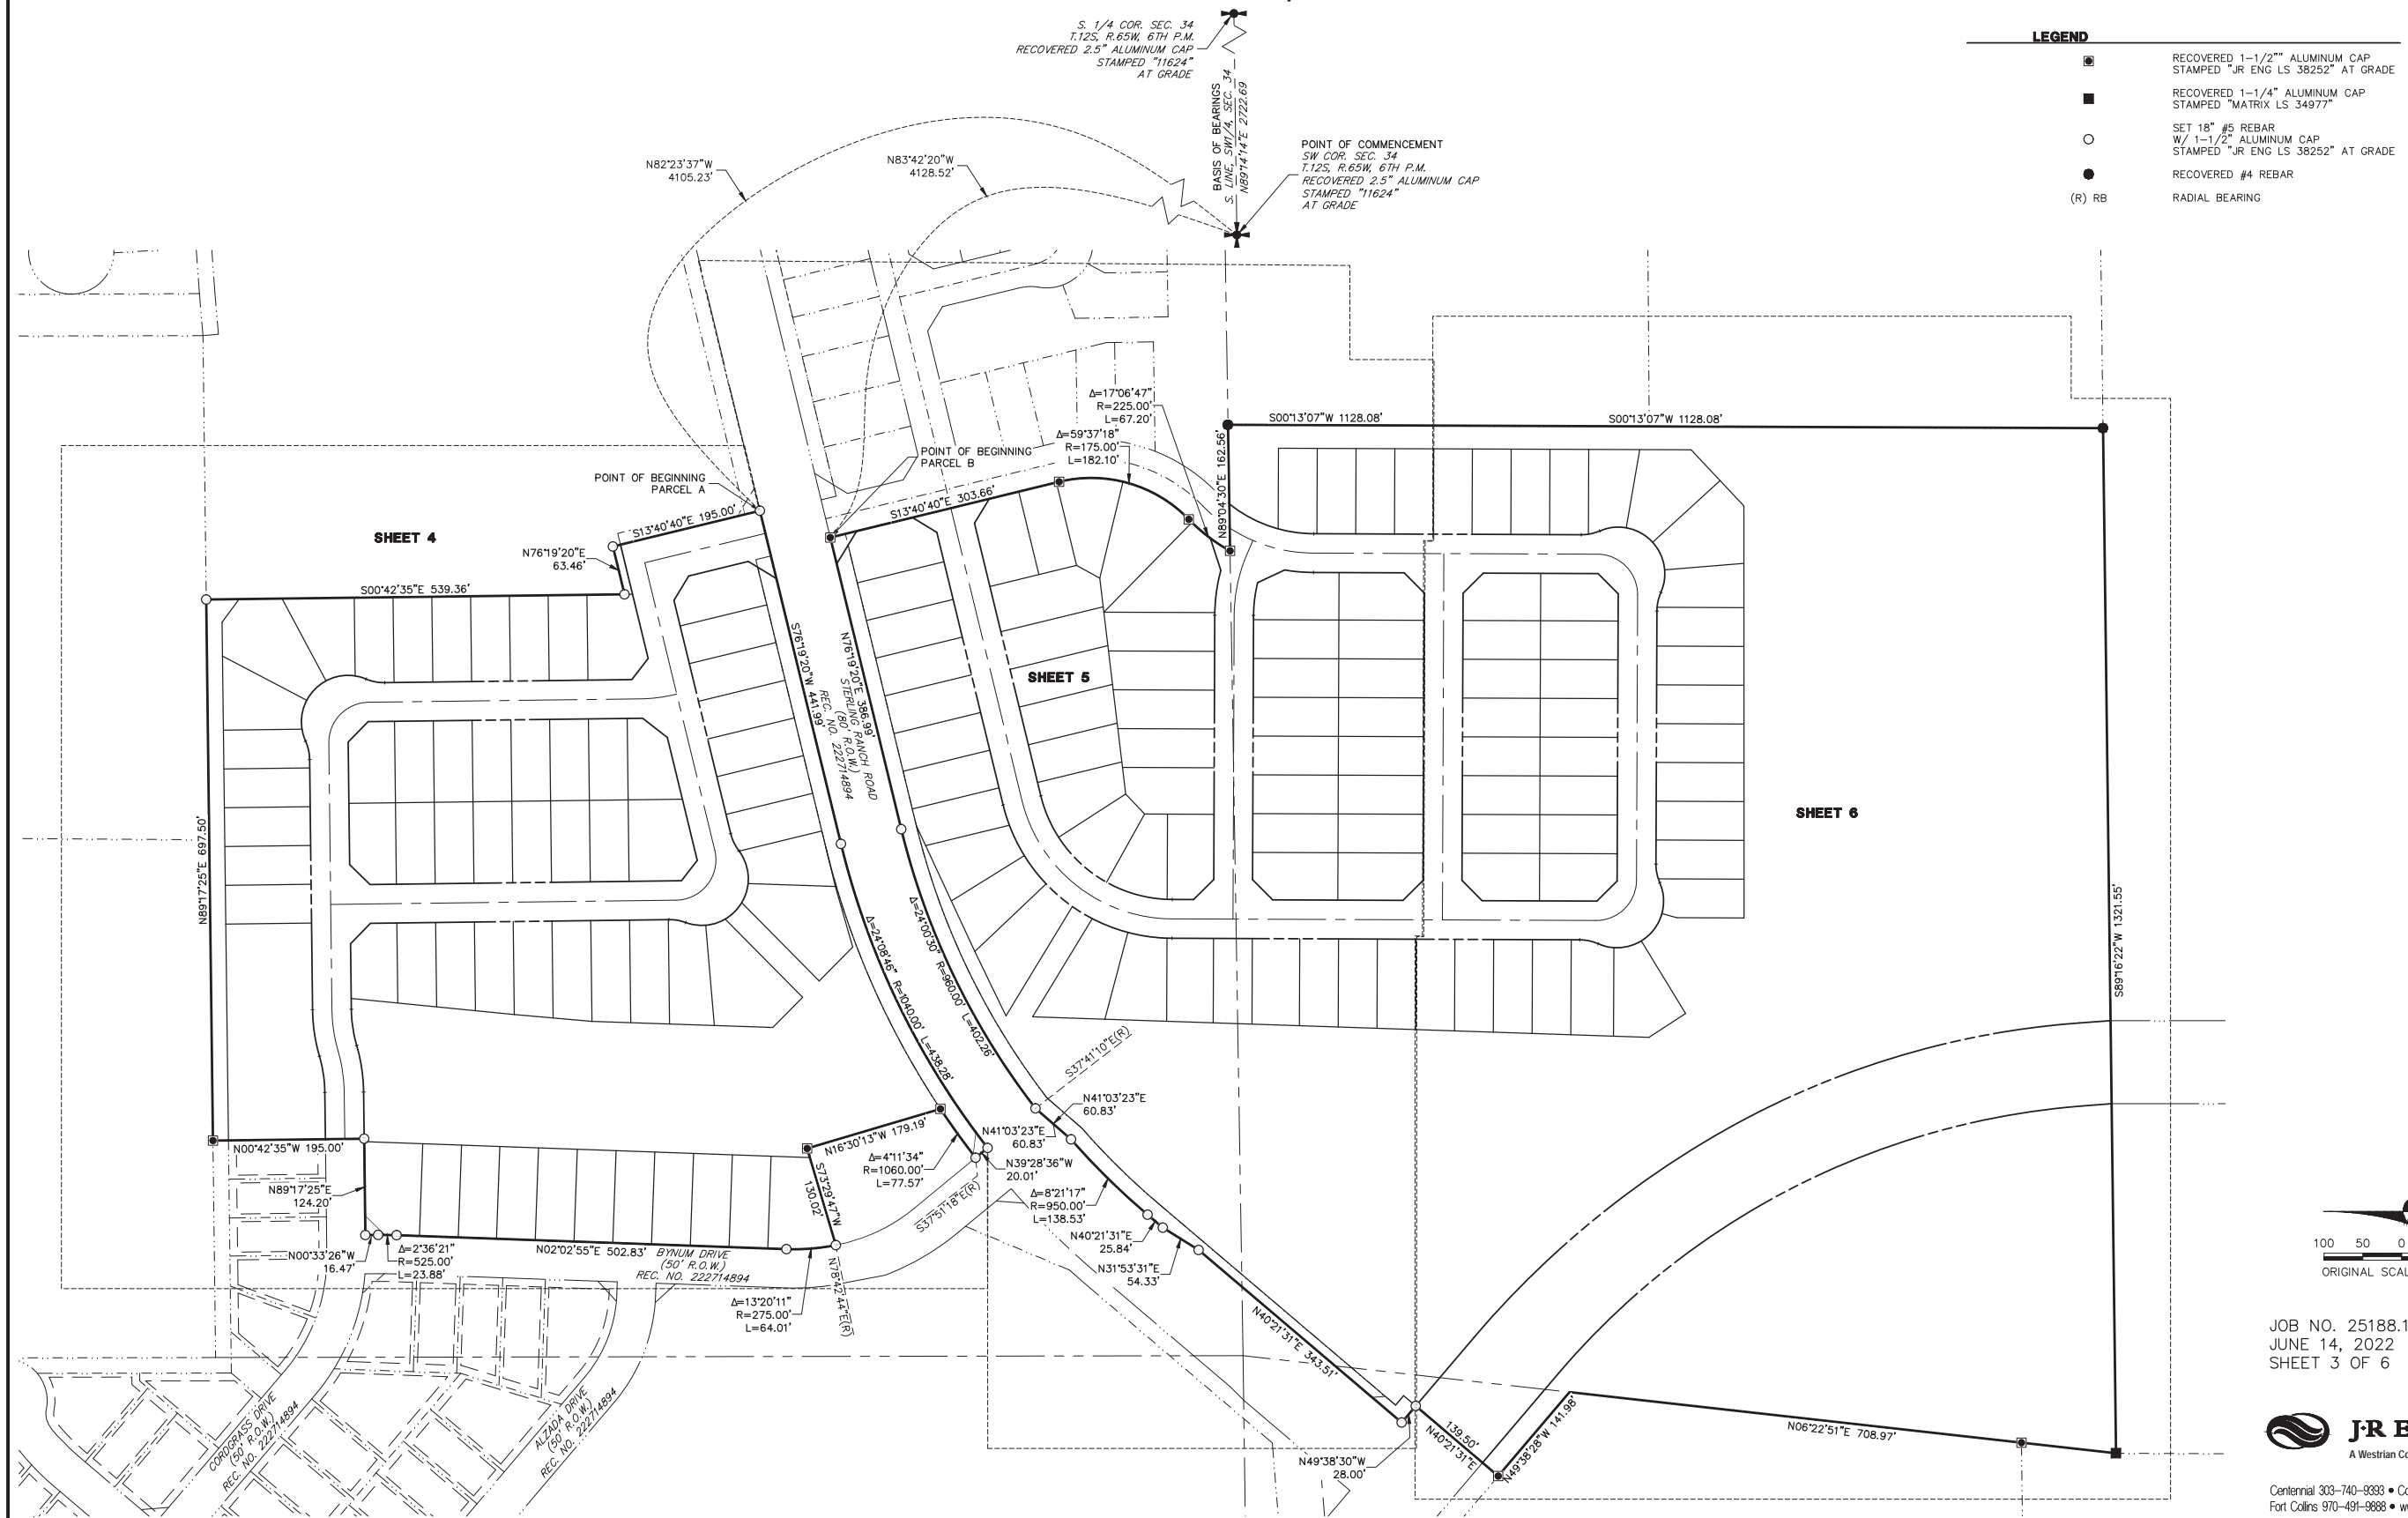 S. 1/4 COR. SEC. 34
T.12S, R.65W, 6TH P.M.
RECOVERED 2.5" ALUMINUM CAP
STAMPED "11624"
AT GRADE
BASIS OF BEARINGS
S. LINE, SW1/4, SEC. 34
N89°14'14"E 2722.69
POINT OF COMMENCEMENT
SW COR. SEC. 34
T.12S, R.65W, 6TH P.M.
RECOVERED 2.5" ALUMINUM CAP
STAMPED "11624"
AT GRADE
LEGEND
RECOVERED 1-1/2"" ALUMINUM CAP
STAMPED "JR ENG LS 38252" AT GRADE
RECOVERED 1-1/4" ALUMINUM CAP
STAMPED "MATRIX LS 34977"
SET 18" #5 REBAR
W/ 1-1/2" ALUMINUM CAP
STAMPED "JR ENG LS 38252" AT GRADE
RECOVERED #4 REBAR
(R) RB RADIAL BEARING
N82°23'37"W
4105.23'
N83°42'20"W
4128.52'
Δ=17°06'47"
R=225.00'
L=67.20'
Δ=59°37'18"
R=175.00'
L=182.10'
N89°04'30"E 162.56'
S00°13'07"W 1128.08'
S00°13'07"W 1128.08'
POINT OF BEGINNING
PARCEL B
POINT OF BEGINNING
PARCEL A
S13°40'40"E 303.66'
S13°40'40"E 195.00'
SHEET 4
N76°19'20"E
63.46'
S00°42'35"E 539.36'
S76°19'20"W 441.99'
N76°19'20"E 386.99'
STERLING RANCH ROAD
(80' R.O.W.)
REC. NO. 222714894
SHEET 5
SHEET 6
N89°17'25"E 697.50'
S89°16'22"W 1321.55'
Δ=24°08'46" R=1040.00' L=438.28'
Δ=24°00'30" R=960.00' L=402.26'
S37°41'10"E(R)
N41°03'23"E
60.83'
N41°03'23"E
60.83'
N00°42'35"W 195.00'
N16°30'13"W 179.19'
Δ=4°11'34"
R=1060.00'
L=77.57'
N39°28'36"W
20.01'
S73°29'47"W
130.02'
S37°51'18"E(R)
Δ=8°21'17"
R=950.00'
L=138.53'
N89°17'25"E
124.20'
N00°33'26"W
16.47'
Δ=2°36'21"
R=525.00'
L=23.88'
N02°02'55"E 502.83'
BYNUM DRIVE
(50' R.O.W.)
REC. NO. 222714894
N40°21'31"E
25.84'
N31°53'31"E
54.33'
N78°42'44"E(R)
Δ=13°20'11"
R=275.00'
L=64.01'
N40°21'31"E 343.51'
CORDGRASS DRIVE
(50' R.O.W.)
REC. NO. 222714894
ALZADA DRIVE
(50' R.O.W.)
REC. NO. 222714894
N49°38'30"W
28.00'
139.50'
N40°21'31"E
N49°38'28"W 141.98'
N06°22'51"E 708.97'
100 50 0
ORIGINAL SCAL
JOB NO. 25188.1
JUNE 14, 2022
SHEET 3 OF 6
J·R E
A Westrian Co
Centennial 303–740–9393 • Co
Fort Collins 970–491–9888 • w